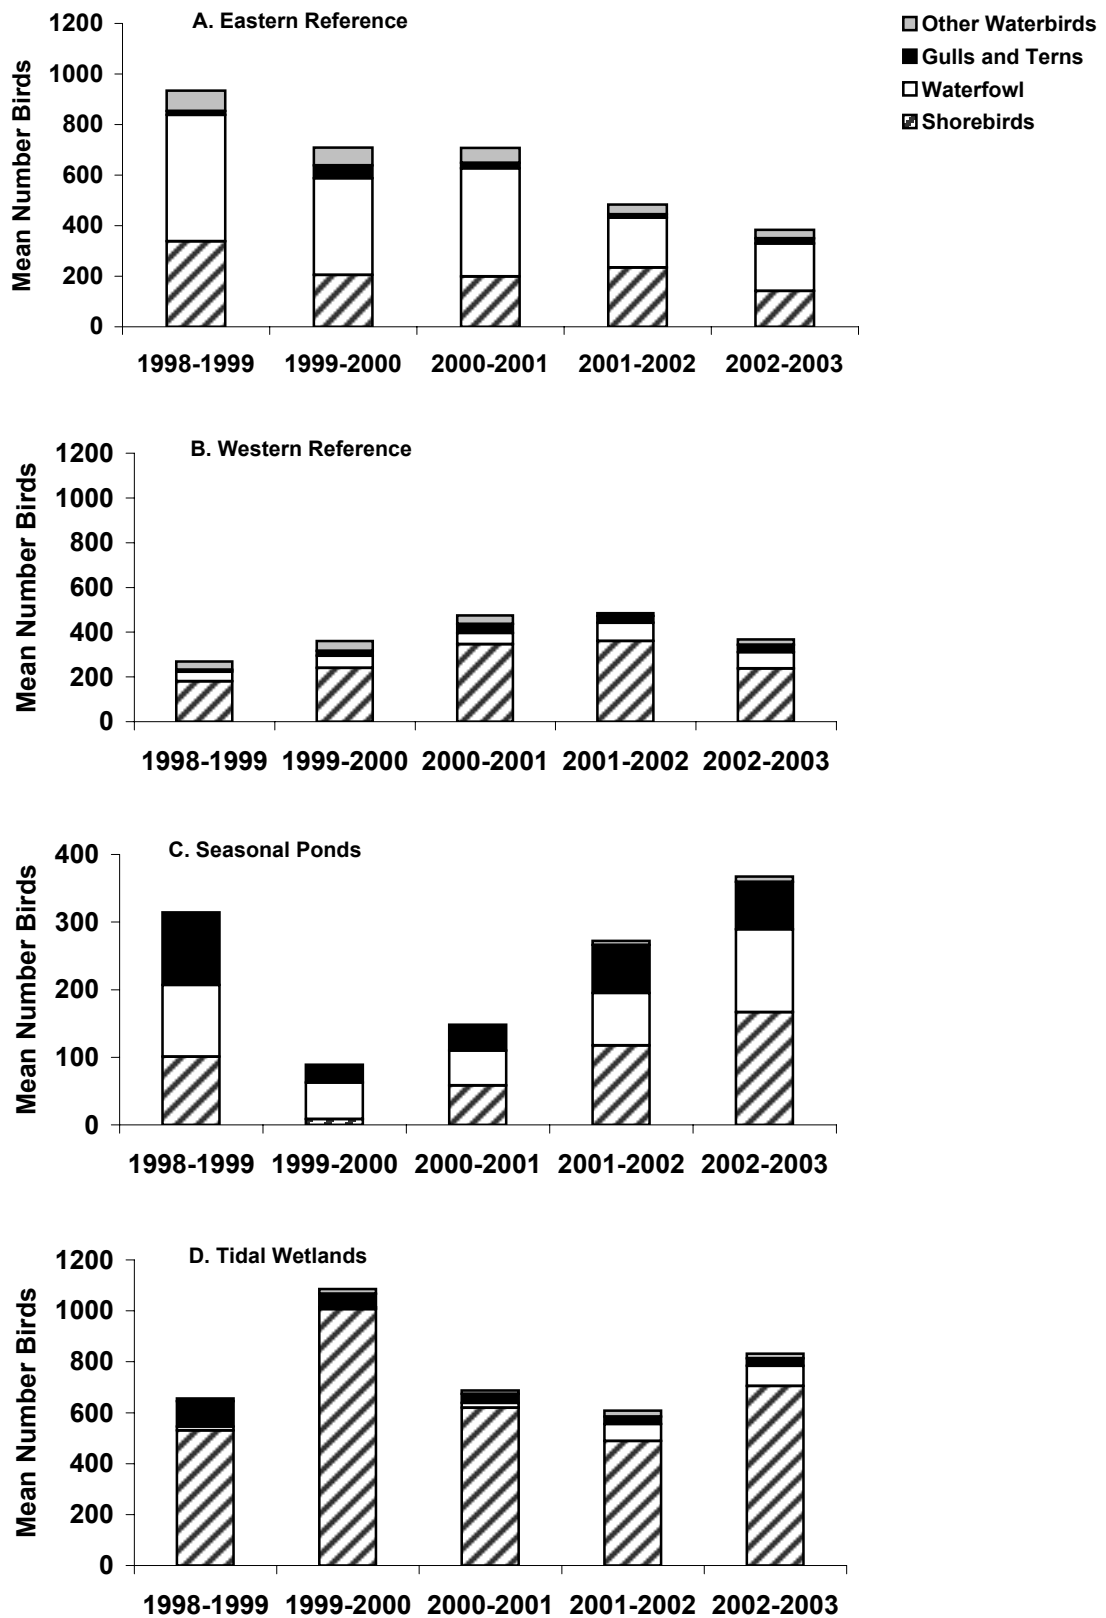 A. Eastern Reference
Other Waterbirds
Gulls and Terns
Waterfowl
Shorebirds
Mean Number Birds
1200
1000
800
600
400
200
0
1998-1999 1999-2000 2000-2001 2001-2002 2002-2003
B. Western Reference
Mean Number Birds
1200
1000
800
600
400
200
0
1998-1999 1999-2000 2000-2001 2001-2002 2002-2003
C. Seasonal Ponds
Mean Number Birds
400
300
200
100
0
1998-1999 1999-2000 2000-2001 2001-2002 2002-2003
D. Tidal Wetlands
Mean Number Birds
1200
1000
800
600
400
200
0
1998-1999 1999-2000 2000-2001 2001-2002 2002-2003